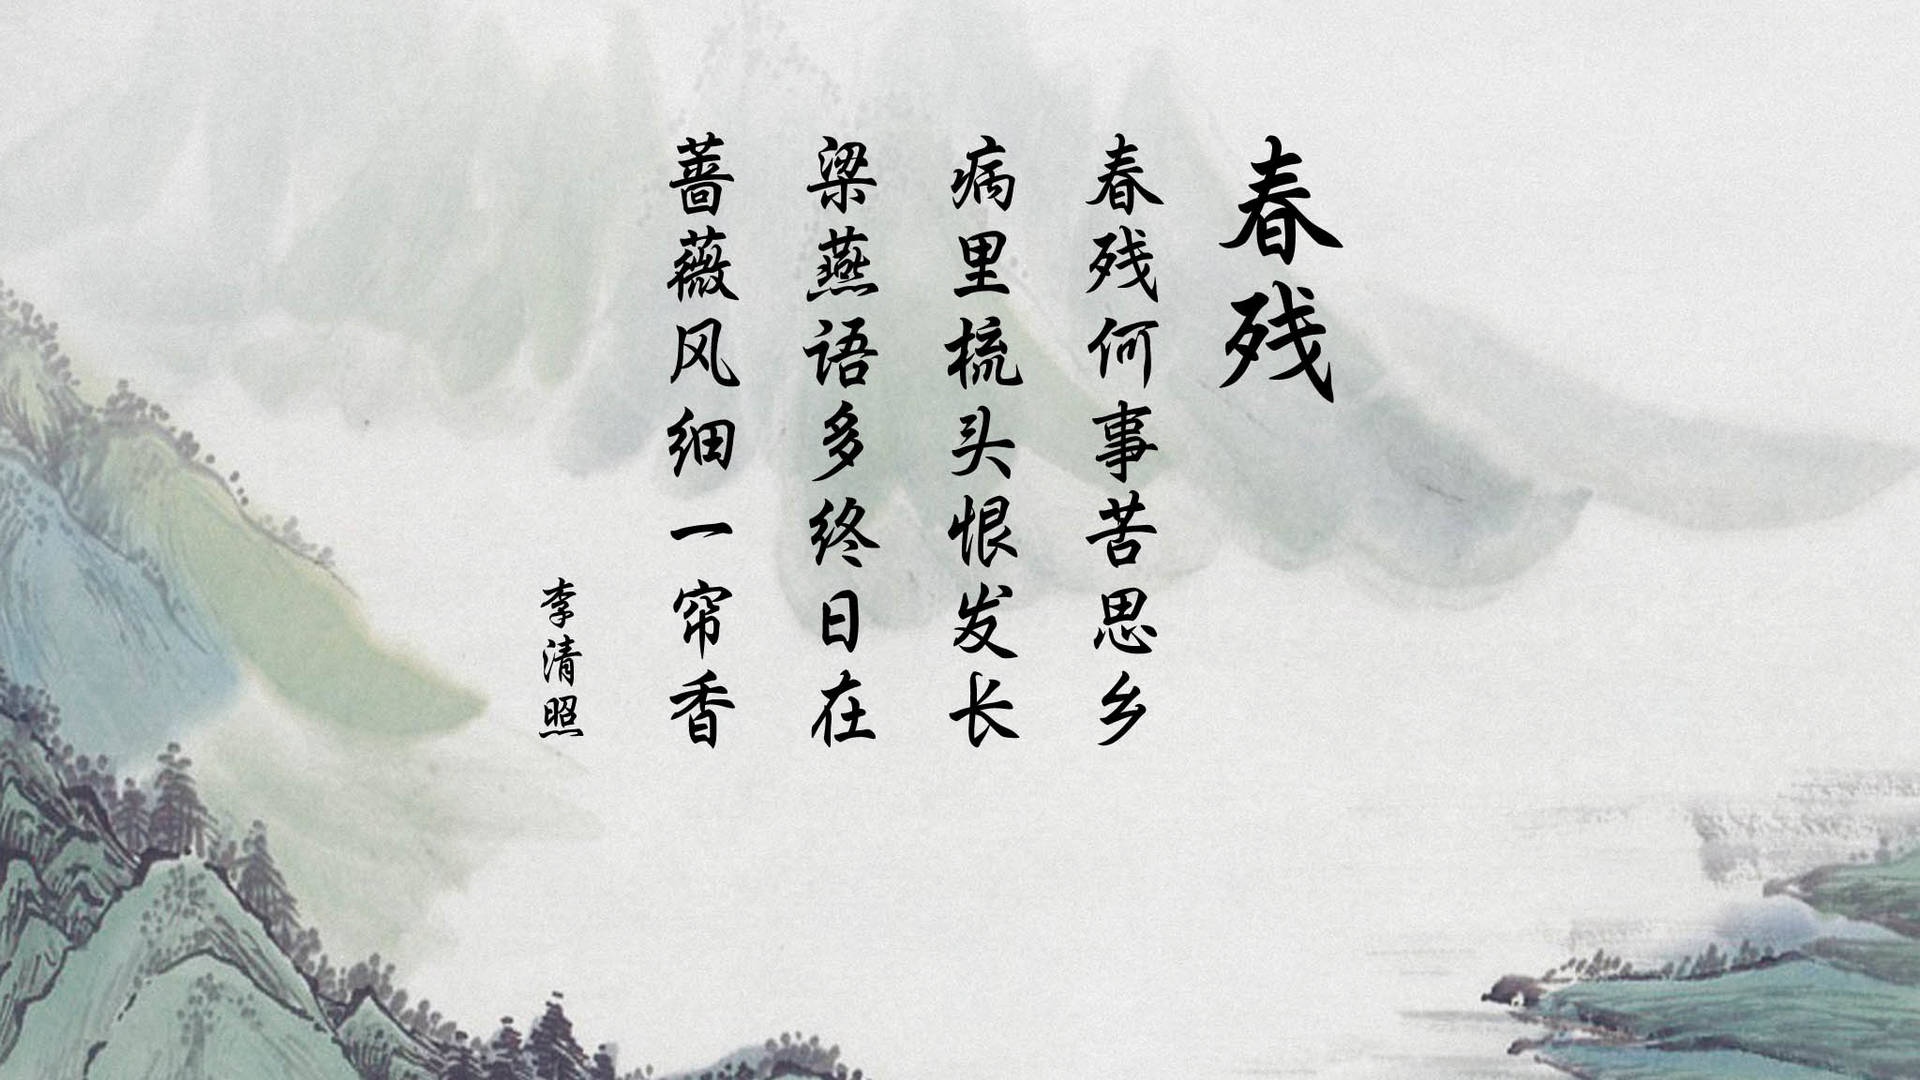 春残
春残何事苦思乡
病里梳头恨发长
梁燕语多终日在
蔷薇风细一帘香
李清照